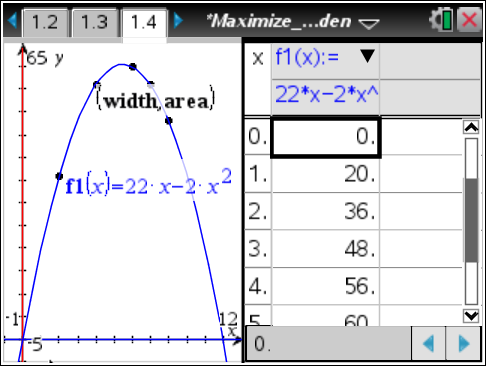 1.2 1.3 1.4 *Maximize_...den
65 y
(width,area)
f1(x)=22·x-2·x²
-1 12
x
-5
x f1(x):= ▼
22*x-2*x^
0. 0.
1. 20.
2. 36.
3. 48.
4. 56.
5. 60.
0.